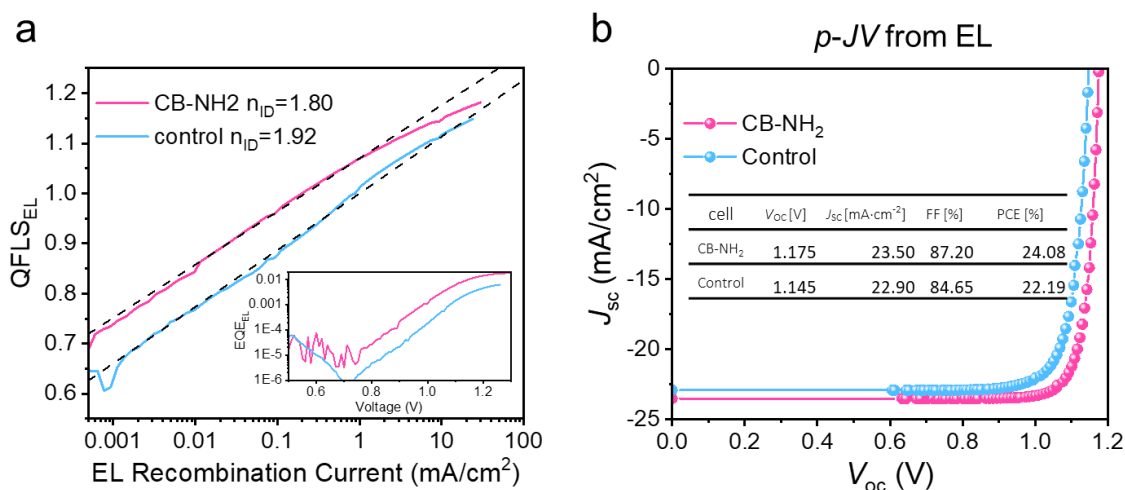 a
QFLS_EL
1.2
1.1
1.0
0.9
0.8
0.7
0.6
CB-NH2 n_ID=1.80
control n_ID=1.92
EQE_EL
0.01
0.001
1E-4
1E-5
1E-6
0.6 0.8 1.0 1.2
Voltage (V)
0.001 0.01 0.1 1 10 100
EL Recombination Current (mA/cm²)
b
p-JV from EL
J_sc (mA/cm²)
0
-5
-10
-15
-20
-25
CB-NH₂
Control
cell V_OC [V] J_SC [mA·cm⁻²] FF [%] PCE [%]
CB-NH₂ 1.175 23.50 87.20 24.08
Control 1.145 22.90 84.65 22.19
0.0 0.2 0.4 0.6 0.8 1.0 1.2
V_oc (V)